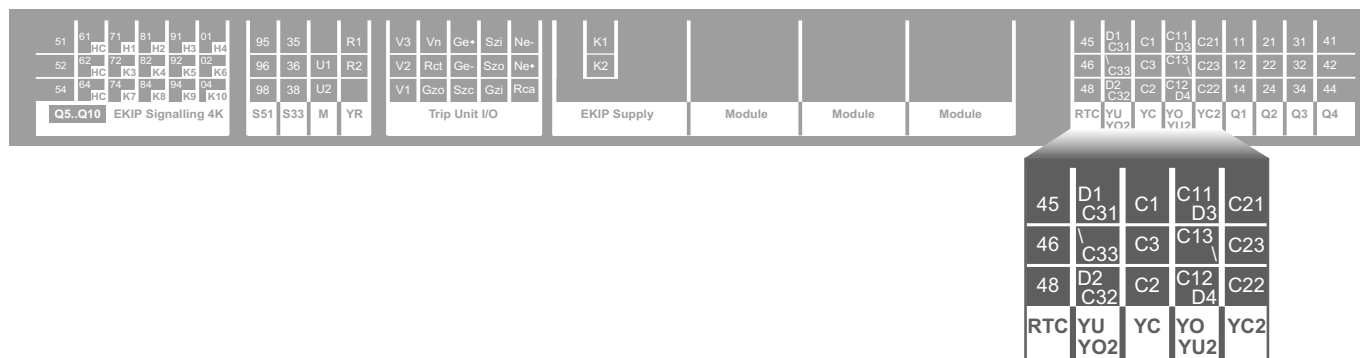 51 61 HC 71 H1 81 H2 91 H3 01 H4 95 35 R1 V3 Vn Ge+ Szi Ne- K1 45 D1 C31 C1 C11 D3 C21 11 21 31 41
52 62 HC 72 K3 82 K4 92 K5 02 K6 96 36 U1 R2 V2 Rct Ge- Szo Ne+ K2 46 \ C33 C3 C13 \ C23 12 22 32 42
54 64 HC 74 K7 84 K8 94 K9 04 K10 98 38 U2 V1 Gzo Szc Gzi Rca 48 D2 C32 C2 C12 D4 C22 14 24 34 44
Q5..Q10 EKIP Signalling 4K S51 S33 M YR Trip Unit I/O EKIP Supply Module Module Module RTC YU YO2 YC YO YU2 YC2 Q1 Q2 Q3 Q4
45 D1 C31 C1 C11 D3 C21
46 \ C33 C3 C13 \ C23
48 D2 C32 C2 C12 D4 C22
RTC YU YC YO YC2
YO2 YU2